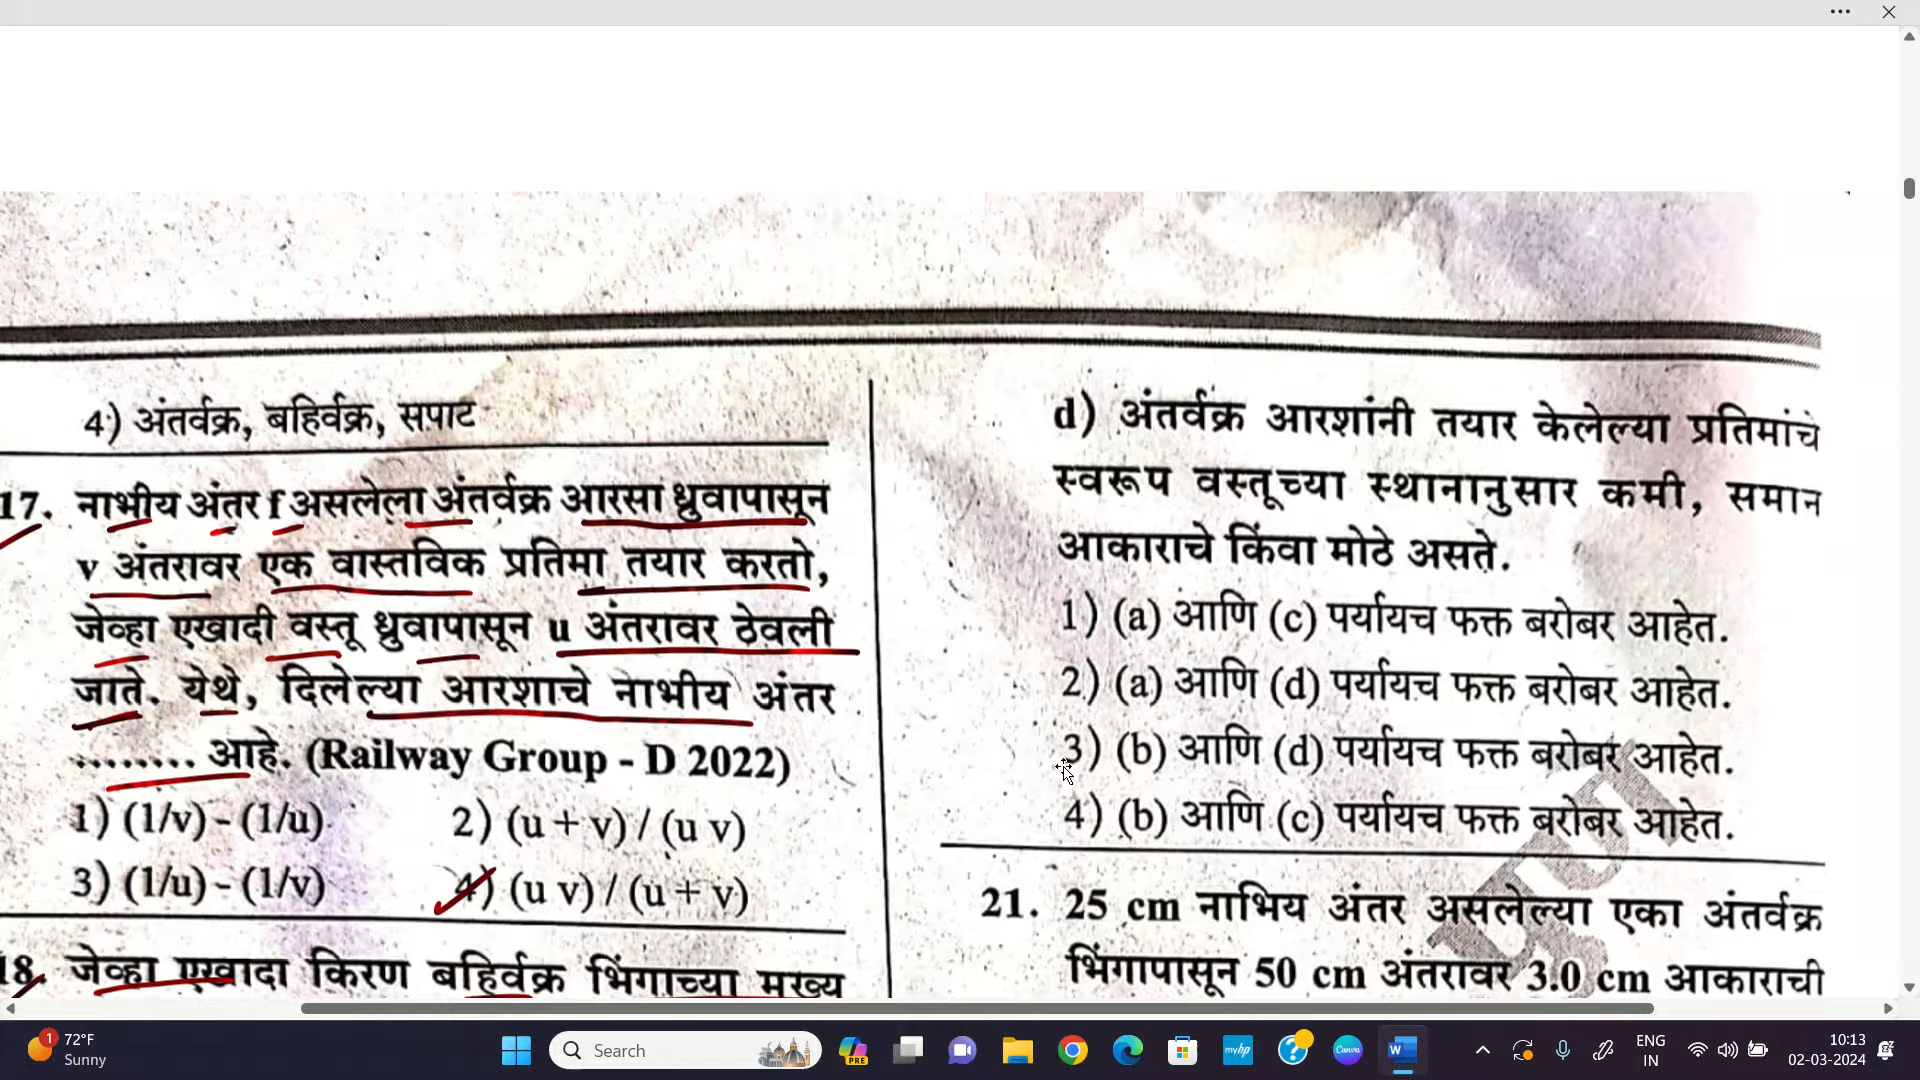 4) अंतर्वक्र, बहिर्वक्र, सपाट
17. नाभीय अंतर f असलेला अंतर्वक्र आरसा ध्रुवापासून
v अंतरावर एक वास्तविक प्रतिमा तयार करतो,
जेव्हा एखादी वस्तू ध्रुवापासून u अंतरावर ठेवली
जाते. येथे, दिलेल्या आरशाचे नाभीय अंतर
........ आहे. (Railway Group - D 2022)
1) (1/v) - (1/u) 2) (u + v) / (u v)
3) (1/u) - (1/v) 4) (u v) / (u + v)
18. जेव्हा एखादा किरण बहिर्वक्र भिंगाच्या मुख्य
d) अंतर्वक्र आरशांनी तयार केलेल्या प्रतिमांचे
स्वरूप वस्तूच्या स्थानानुसार कमी, समान
आकाराचे किंवा मोठे असते.
1) (a) आणि (c) पर्यायच फक्त बरोबर आहेत.
2) (a) आणि (d) पर्यायच फक्त बरोबर आहेत.
3) (b) आणि (d) पर्यायच फक्त बरोबर आहेत.
4) (b) आणि (c) पर्यायच फक्त बरोबर आहेत.
21. 25 cm नाभिय अंतर असलेल्या एका अंतर्वक्र
भिंगापासून 50 cm अंतरावर 3.0 cm आकाराची
1
72°F
Sunny
Search
PRE
myhp
Canva
W
ENG
IN
10:13
02-03-2024